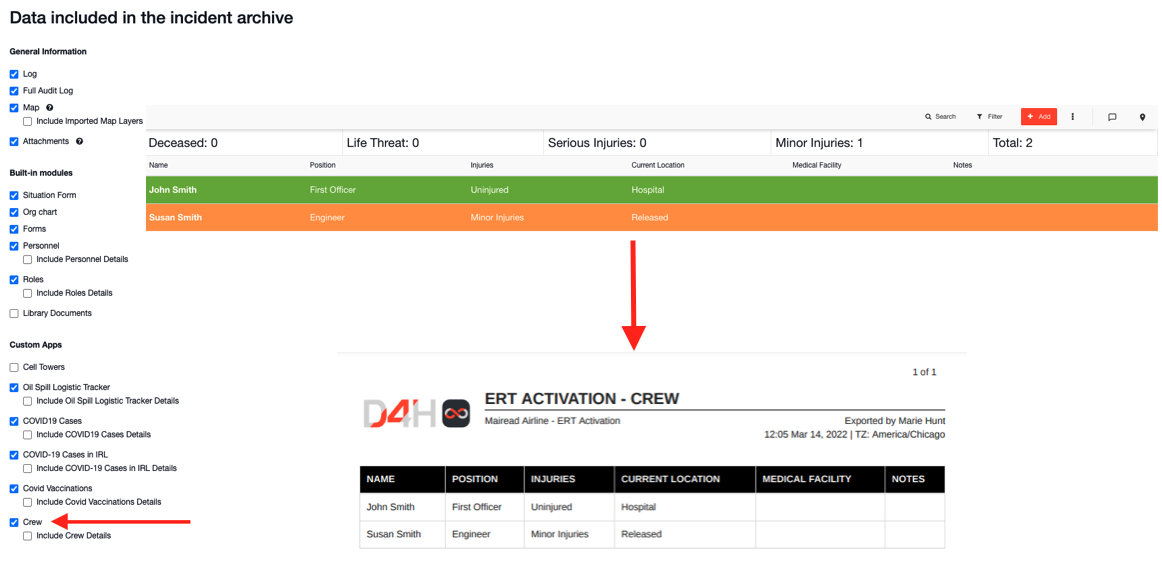 Data included in the incident archive
General Information
Log
Full Audit Log
Map ?
Include Imported Map Layers
Attachments ?
Built-in modules
Situation Form
Org chart
Forms
Personnel
Include Personnel Details
Roles
Include Roles Details
Library Documents
Custom Apps
Cell Towers
Oil Spill Logistic Tracker
Include Oil Spill Logistic Tracker Details
COVID19 Cases
Include COVID19 Cases Details
COVID-19 Cases in IRL
Include COVID-19 Cases in IRL Details
Covid Vaccinations
Include Covid Vaccinations Details
Crew
Include Crew Details
Search Filter + Add
Deceased: 0 Life Threat: 0 Serious Injuries: 0 Minor Injuries: 1 Total: 2
Name Position Injuries Current Location Medical Facility Notes
John Smith First Officer Uninjured Hospital
Susan Smith Engineer Minor Injuries Released
1 of 1
D4H
ERT ACTIVATION - CREW
Mairead Airline - ERT Activation Exported by Marie Hunt
12:05 Mar 14, 2022 | TZ: America/Chicago
NAME POSITION INJURIES CURRENT LOCATION MEDICAL FACILITY NOTES
John Smith First Officer Uninjured Hospital
Susan Smith Engineer Minor Injuries Released